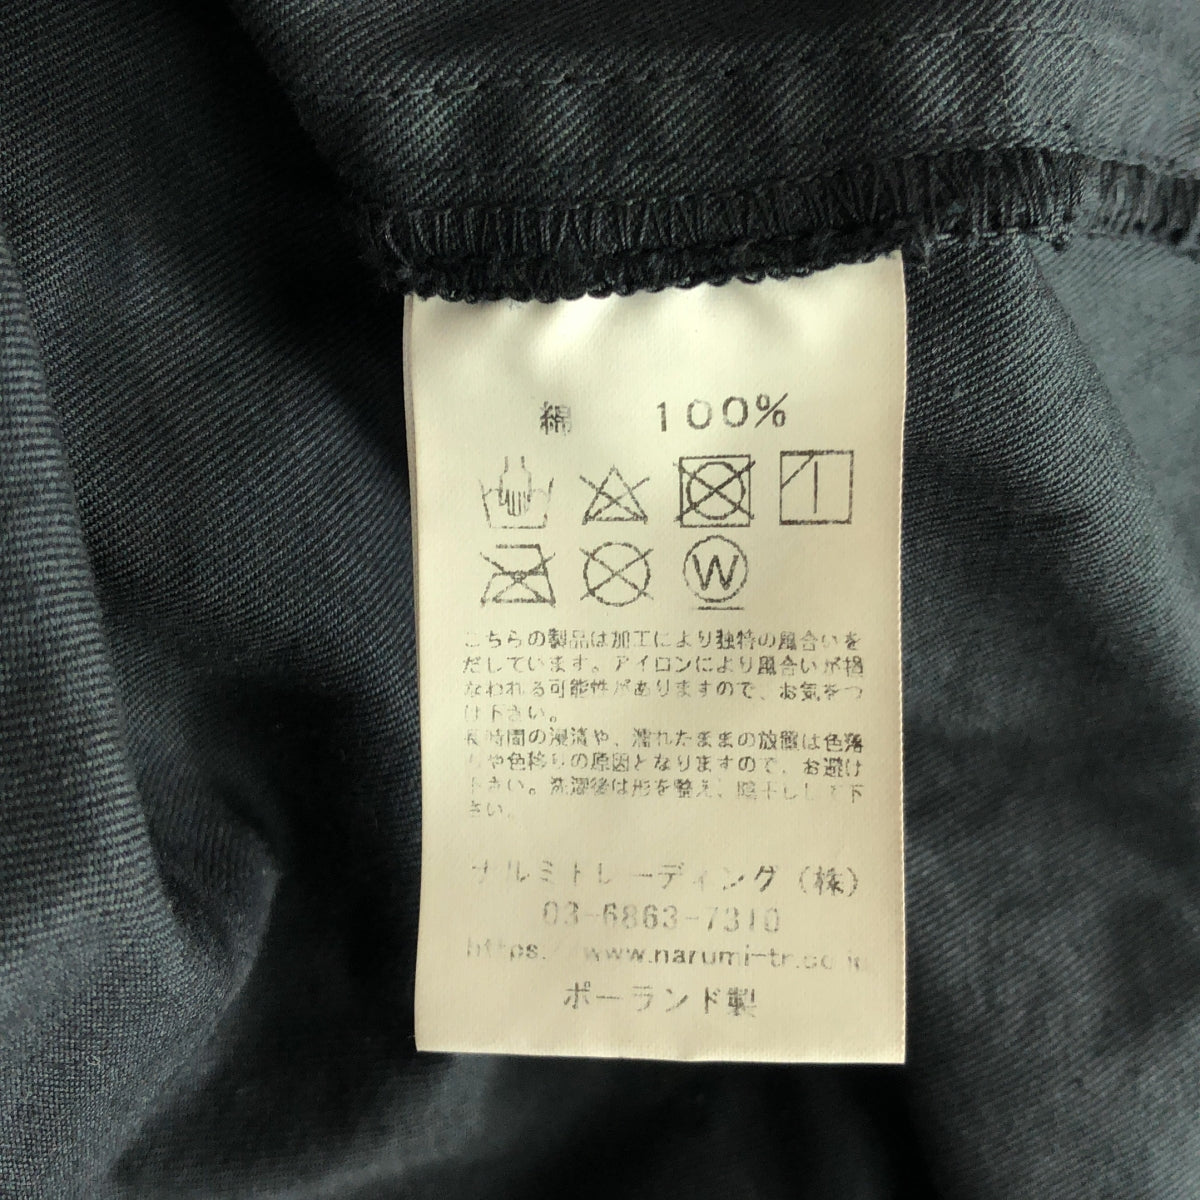 綿 100%
W
こちらの製品は加工により独特の風合いを
だしています。アイロンにより風合いが損
なわれる可能性がありますので、お気をつ
け下さい。
長時間の浸漬や、濡れたままの放置は色落
りや色移りの原因となりますので、お避け
下さい。洗濯後は形を整え、陰干しして下
さい。
ナルミトレーディング(株)
03-6863-7310
https://www.narumi-tr.co.jp
ポーランド製